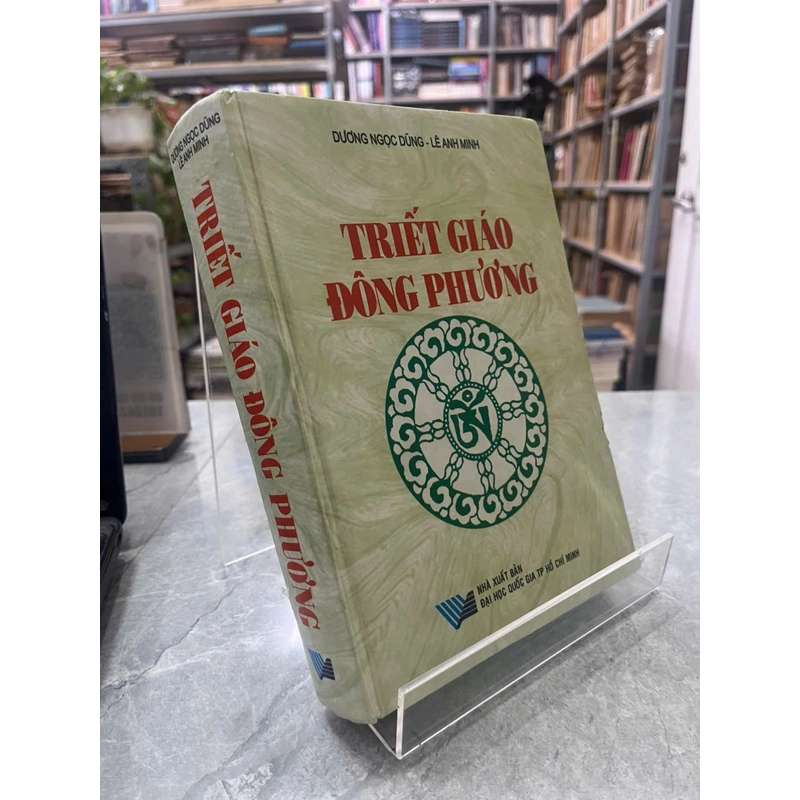 DƯƠNG NGỌC DŨNG - LÊ ANH MINH
TRIẾT GIÁO
ĐÔNG PHƯƠNG
NHÀ XUẤT BẢN
ĐẠI HỌC QUỐC GIA TP HỒ CHÍ MINH
DƯƠNG NGỌC DŨNG
LÊ ANH MINH
TRIẾT GIÁO ĐÔNG PHƯƠNG